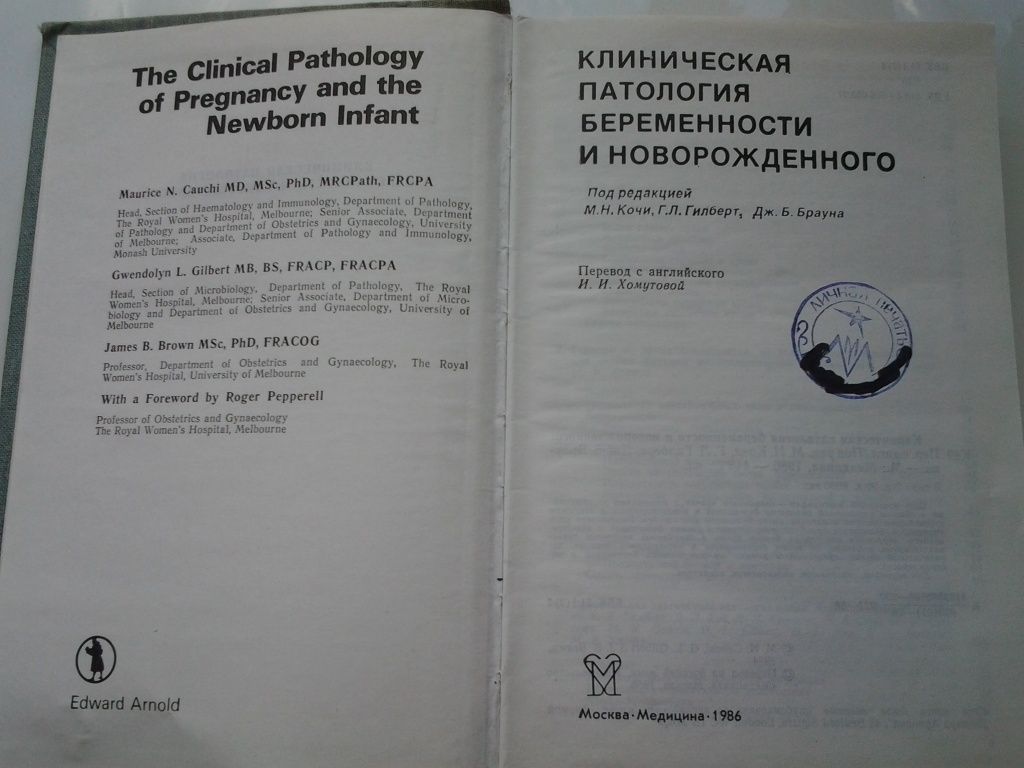 The Clinical Pathology
of Pregnancy and the
Newborn Infant
Maurice N. Cauchi MD, MSc, PhD, MRCPath, FRCPA
Head, Section of Haematology and Immunology, Department of Pathology,
The Royal Women's Hospital, Melbourne; Senior Associate, Department
of Pathology and Department of Obstetrics and Gynaecology, University
of Melbourne; Associate, Department of Pathology and Immunology,
Monash University
Gwendolyn L. Gilbert MB, BS, FRACP, FRACPA
Head, Section of Microbiology, Department of Pathology, The Royal
Women's Hospital, Melbourne; Senior Associate, Department of Micro-
biology and Department of Obstetrics and Gynaecology, University of
Melbourne
James B. Brown MSc, PhD, FRACOG
Professor, Department of Obstetrics and Gynaecology, The Royal
Women's Hospital, University of Melbourne
With a Foreword by Roger Pepperell
Professor of Obstetrics and Gynaecology
The Royal Women's Hospital, Melbourne
Edward Arnold
КЛИНИЧЕСКАЯ
ПАТОЛОГИЯ
БЕРЕМЕННОСТИ
И НОВОРОЖДЕННОГО
Под редакцией
М.Н. Кочи, Г.Л. Гилберт, Дж. Б. Брауна
Перевод с английского
И. И. Хомутовой
ЛИЧНОЙ ПЕЧАТЬ
Москва·Медицина·1986